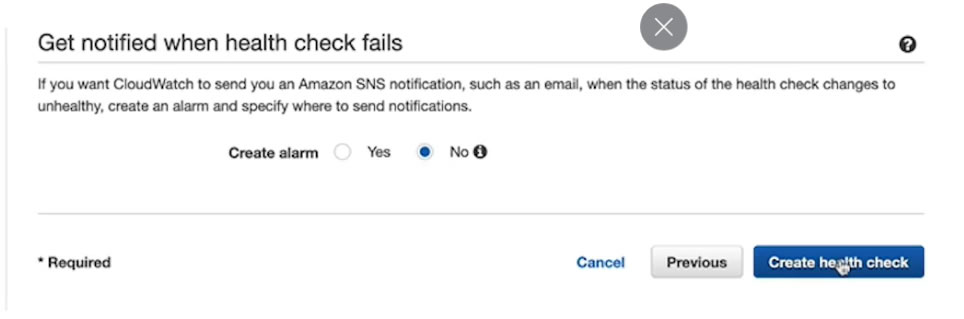 Get notified when health check fails
If you want CloudWatch to send you an Amazon SNS notification, such as an email, when the status of the health check changes to
unhealthy, create an alarm and specify where to send notifications.
Create alarm Yes No
* Required Cancel Previous Create health check